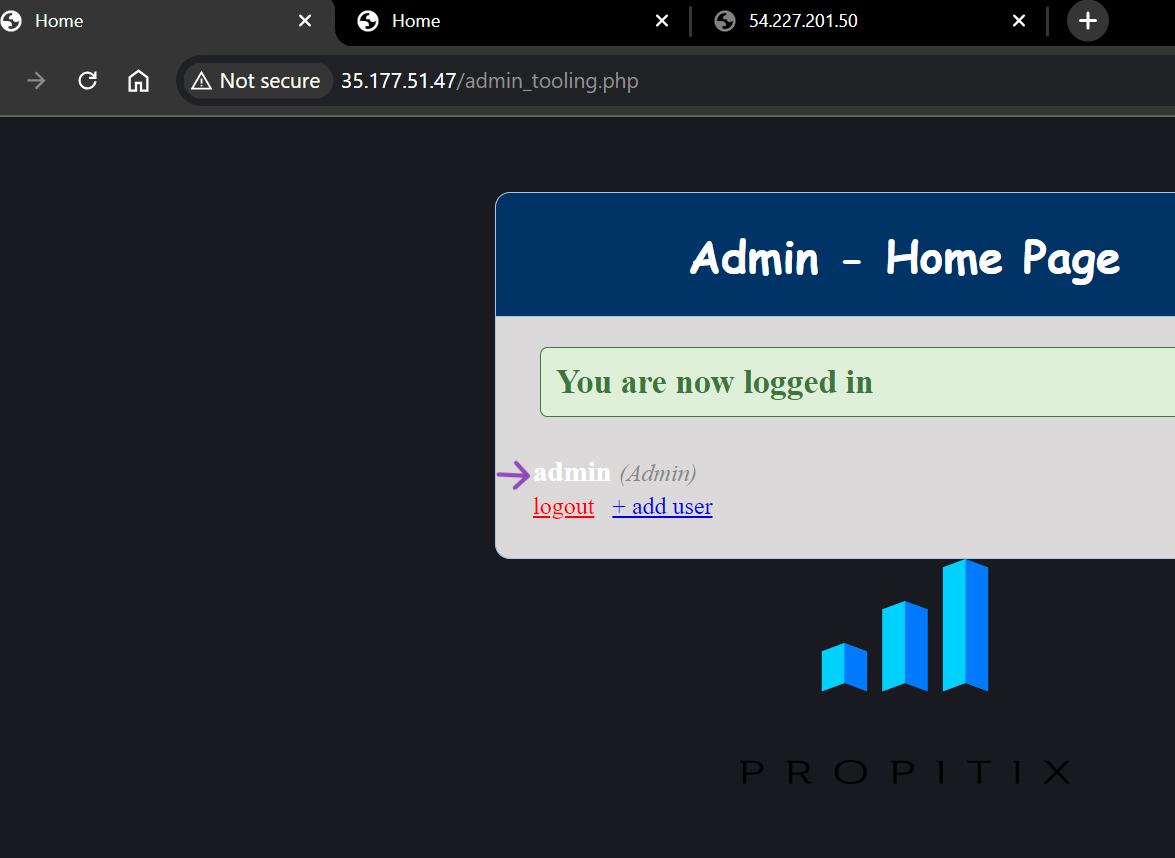 Home
Home
54.227.201.50
Not secure
35.177.51.47/admin_tooling.php
Admin - Home Page
You are now logged in
admin (Admin)
logout + add user
PROPITIX